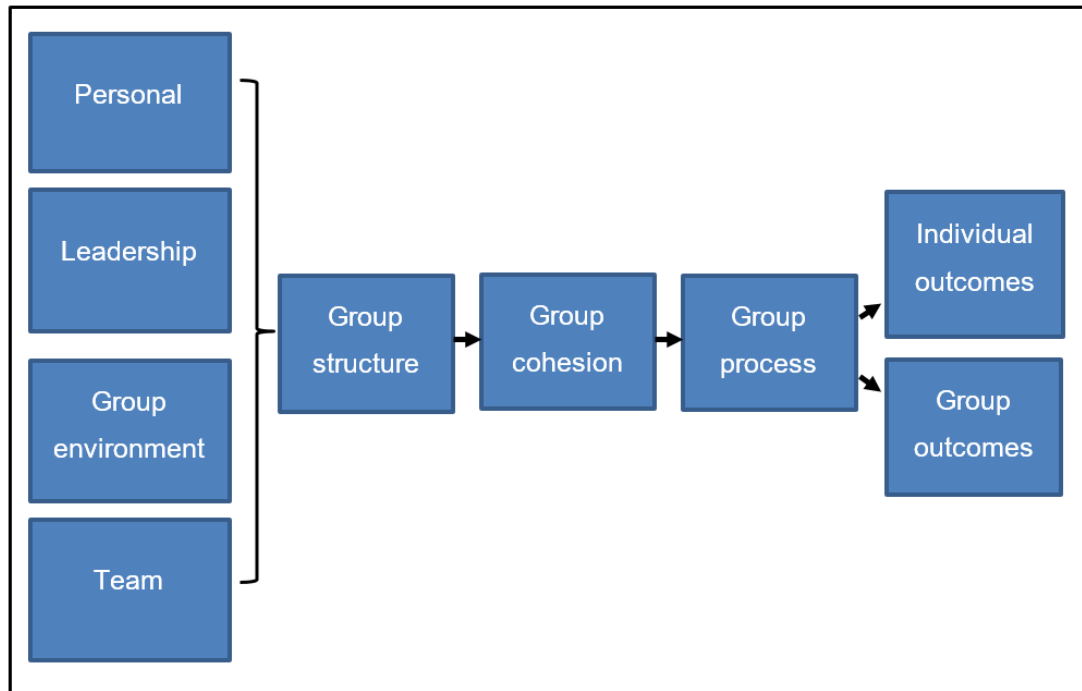 Personal
Leadership
Group
environment
Team
Group
structure
Group
cohesion
Group
process
Individual
outcomes
Group
outcomes